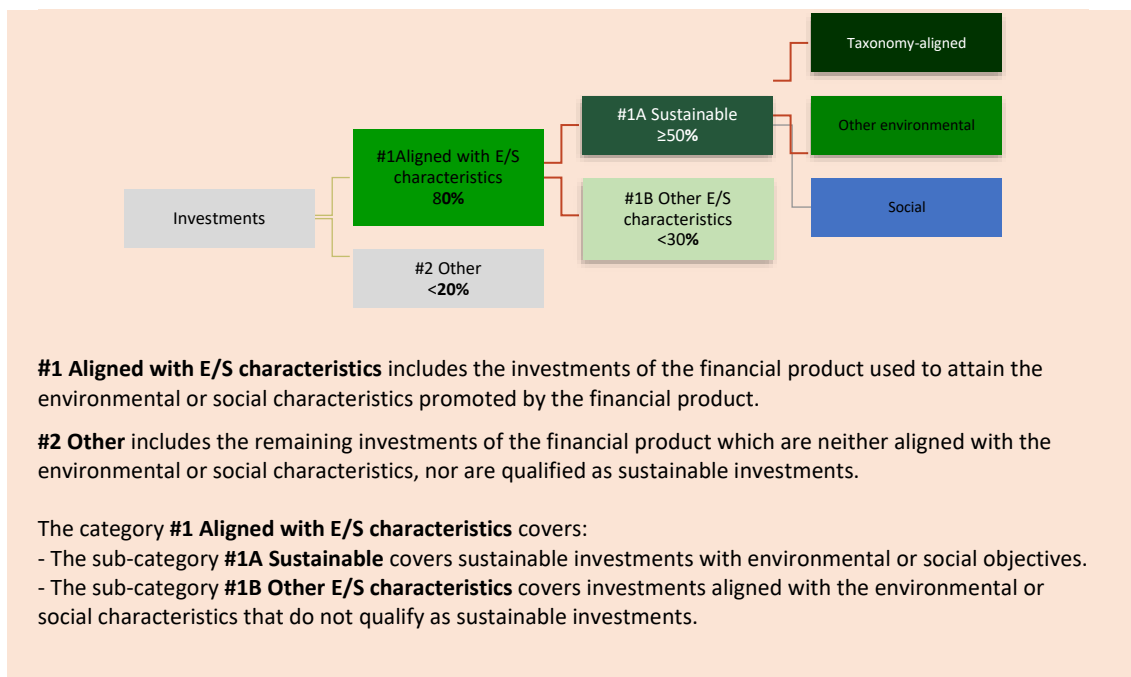 Taxonomy-aligned
#1A Sustainable
≥50%
Other environmental
#1Aligned with E/S
characteristics
80%
#1B Other E/S
characteristics
<30%
Investments
Social
#2 Other
<20%
#1 Aligned with E/S characteristics includes the investments of the financial product used to attain the
environmental or social characteristics promoted by the financial product.
#2 Other includes the remaining investments of the financial product which are neither aligned with the
environmental or social characteristics, nor are qualified as sustainable investments.
The category #1 Aligned with E/S characteristics covers:
- The sub-category #1A Sustainable covers sustainable investments with environmental or social objectives.
- The sub-category #1B Other E/S characteristics covers investments aligned with the environmental or
social characteristics that do not qualify as sustainable investments.